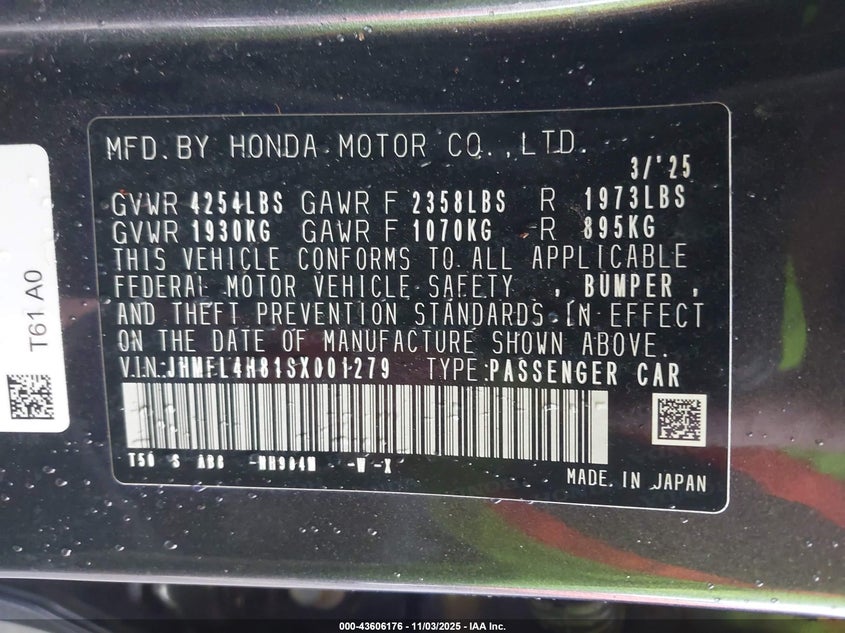 MFD. BY HONDA MOTOR CO., LTD.
3/'25
GVWR 4254LBS GAWR F 2358LBS R 1973LBS
GVWR 1930KG GAWR F 1070KG R 895KG
THIS VEHICLE CONFORMS TO ALL APPLICABLE
FEDERAL MOTOR VEHICLE SAFETY , BUMPER ,
AND THEFT PREVENTION STANDARDS IN EFFECT
ON THE DATE OF MANUFACTURE SHOWN ABOVE.
VIN:JHMFL4H81SX001279 TYPE:PASSENGER CAR
T50 S AB0 -NH904M -W -X
MADE IN JAPAN
T61 A0
000-43606176 - 11/03/2025 - IAA Inc.